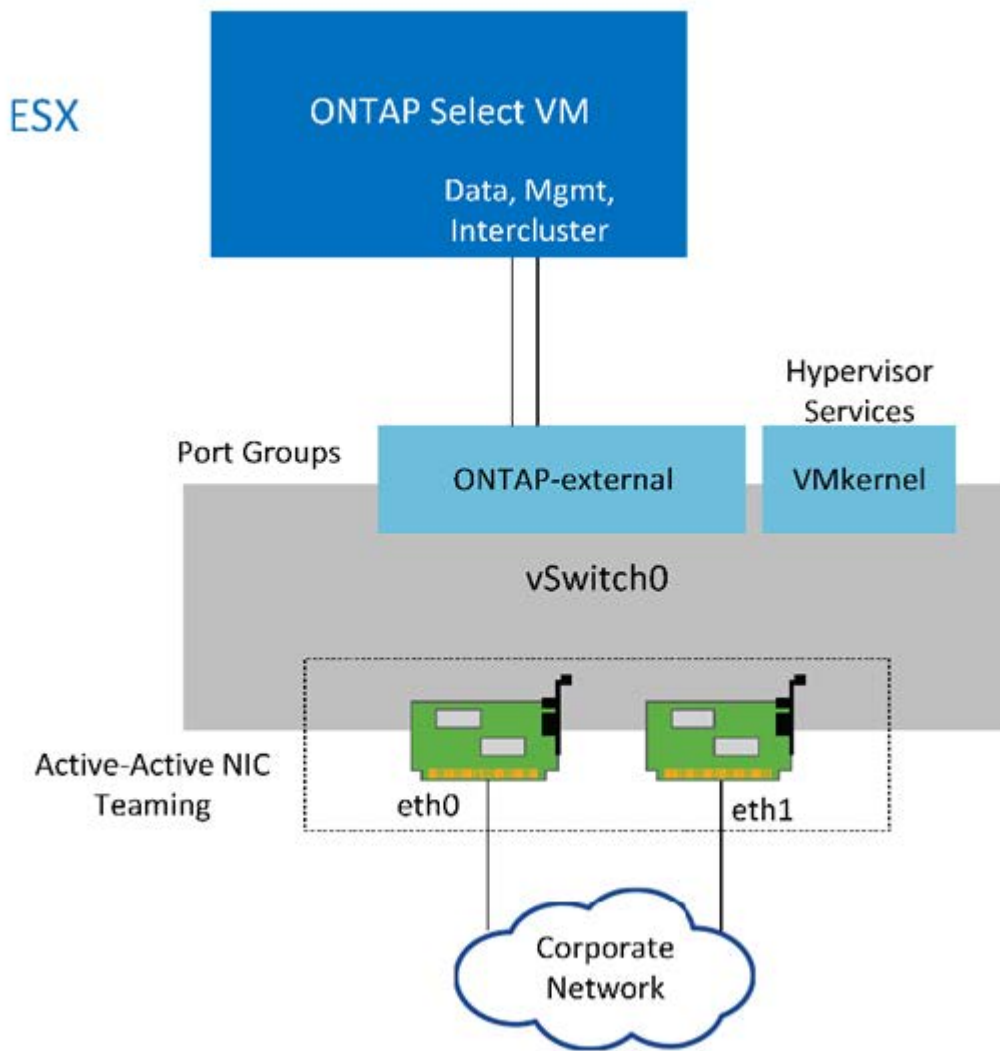 ESX
ONTAP Select VM
Data, Mgmt,
Intercluster
Hypervisor
Services
Port Groups
ONTAP-external
VMkernel
vSwitch0
Active-Active NIC
Teaming
eth0
eth1
Corporate
Network